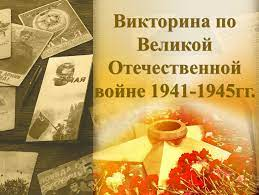 Викторина по
Великой
Отечественной
войне 1941-1945гг.